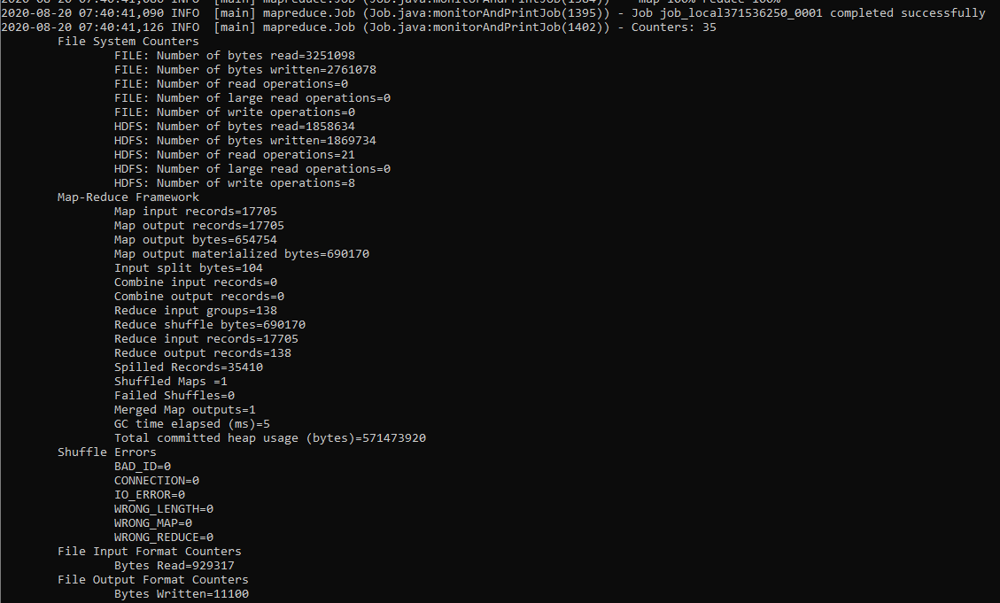 2020-08-20 07:40:41,086 INFO  [main] mapreduce.Job (Job.java:monitorAndPrintJob(1384)) -  map 100% reduce 100%
2020-08-20 07:40:41,090 INFO  [main] mapreduce.Job (Job.java:monitorAndPrintJob(1395)) - Job job_local371536250_0001 completed successfully
2020-08-20 07:40:41,126 INFO  [main] mapreduce.Job (Job.java:monitorAndPrintJob(1402)) - Counters: 35
File System Counters
FILE: Number of bytes read=3251098
FILE: Number of bytes written=2761078
FILE: Number of read operations=0
FILE: Number of large read operations=0
FILE: Number of write operations=0
HDFS: Number of bytes read=1858634
HDFS: Number of bytes written=1869734
HDFS: Number of read operations=21
HDFS: Number of large read operations=0
HDFS: Number of write operations=8
Map-Reduce Framework
Map input records=17705
Map output records=17705
Map output bytes=654754
Map output materialized bytes=690170
Input split bytes=104
Combine input records=0
Combine output records=0
Reduce input groups=138
Reduce shuffle bytes=690170
Reduce input records=17705
Reduce output records=138
Spilled Records=35410
Shuffled Maps =1
Failed Shuffles=0
Merged Map outputs=1
GC time elapsed (ms)=5
Total committed heap usage (bytes)=571473920
Shuffle Errors
BAD_ID=0
CONNECTION=0
IO_ERROR=0
WRONG_LENGTH=0
WRONG_MAP=0
WRONG_REDUCE=0
File Input Format Counters
Bytes Read=929317
File Output Format Counters
Bytes Written=11100